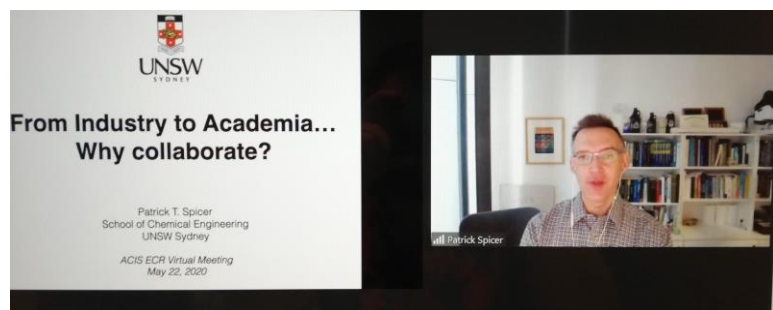 UNSW
SYDNEY
From Industry to Academia...
Why collaborate?
Patrick T. Spicer
School of Chemical Engineering
UNSW Sydney
ACIS ECR Virtual Meeting
May 22, 2020
Patrick Spicer